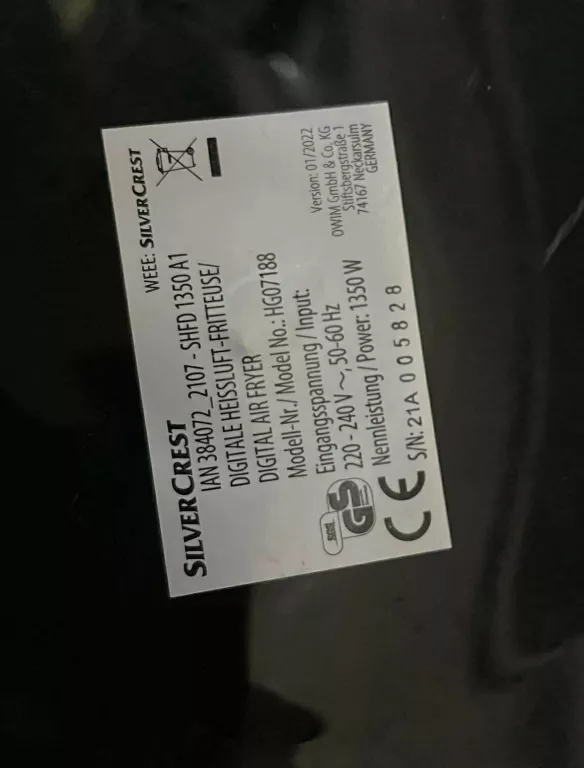 SILVERCREST
IAN 384072_2107 - SHFD 1350 A1
DIGITALE HEISSLUFT-FRITTEUSE/
DIGITAL AIR FRYER
Modell-Nr./ Model No.: HG07188
Eingangsspannung / Input:
220 - 240 V ~, 50-60 Hz
Nennleistung / Power: 1350 W
GS
CE
S/N: 21A 005828
WEEE: SILVERCREST
Version: 01/2022
OWIM GmbH & Co. KG
Stiftsbergstraße 1
74167 Neckarsulm
GERMANY